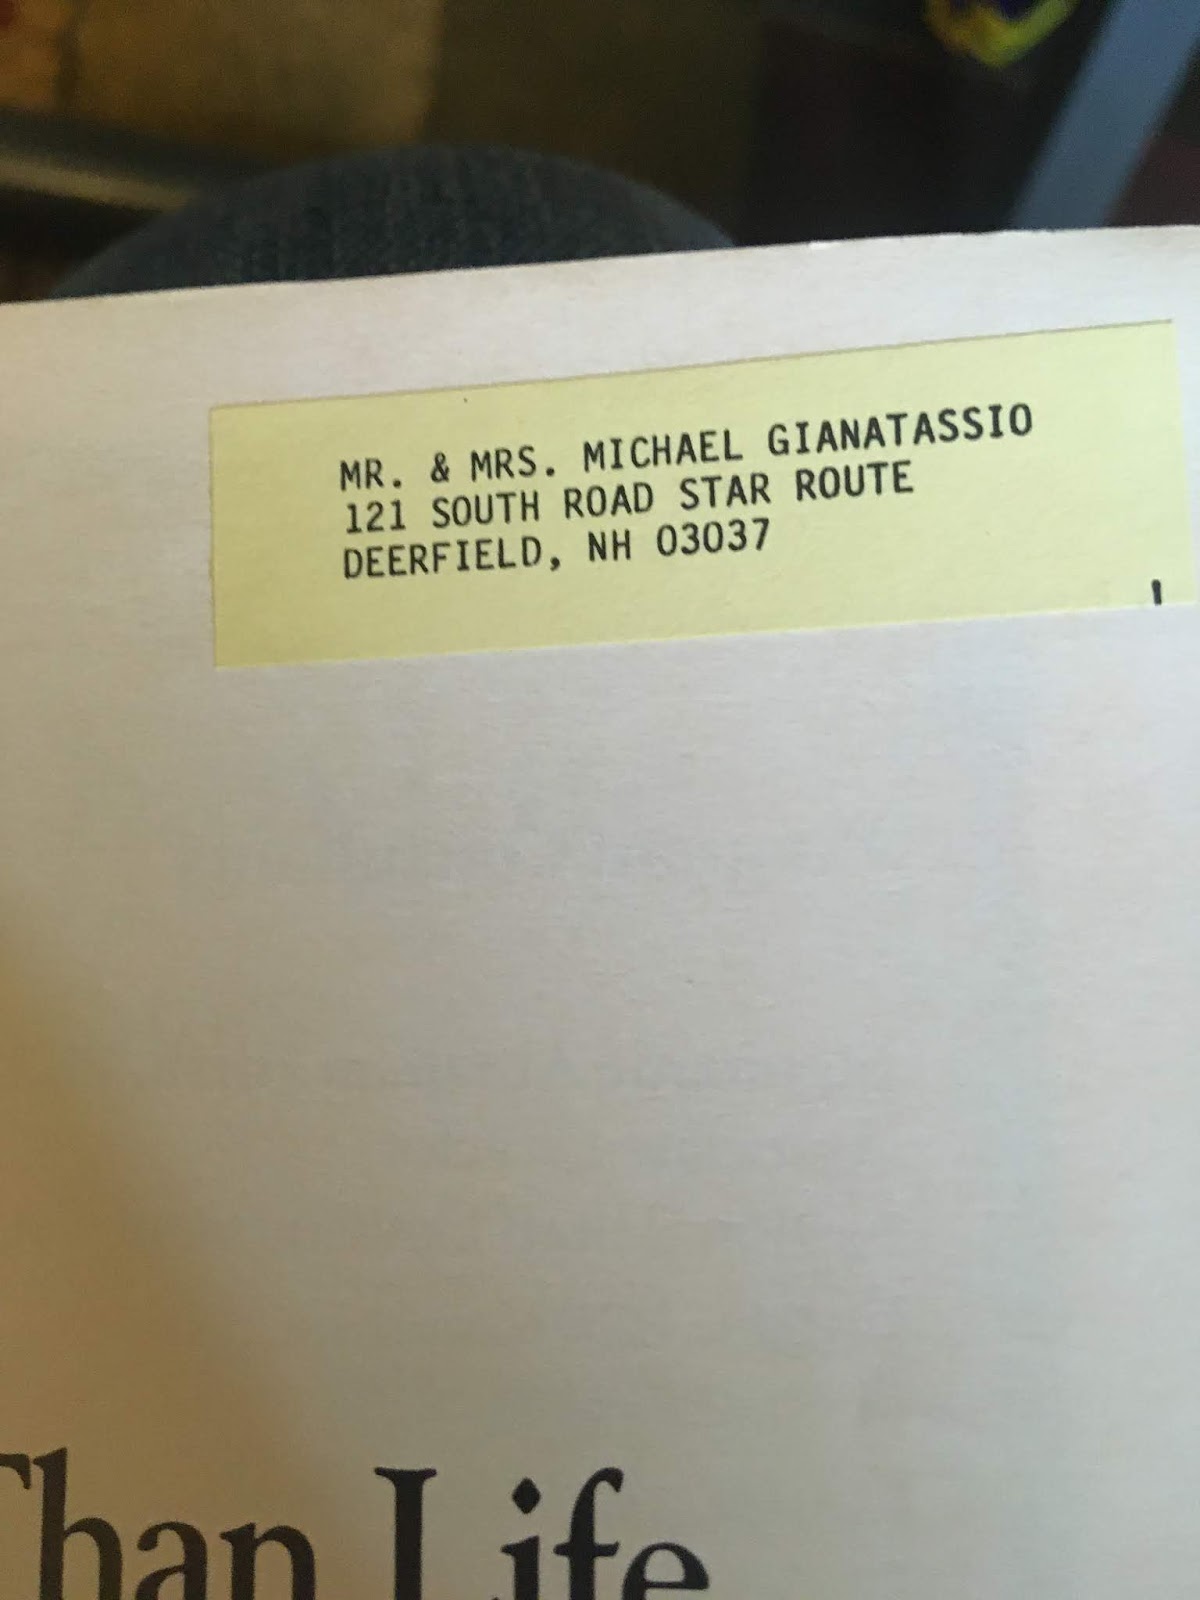 MR. & MRS. MICHAEL GIANATASSIO
121 SOUTH ROAD STAR ROUTE
DEERFIELD, NH 03037
Than Life